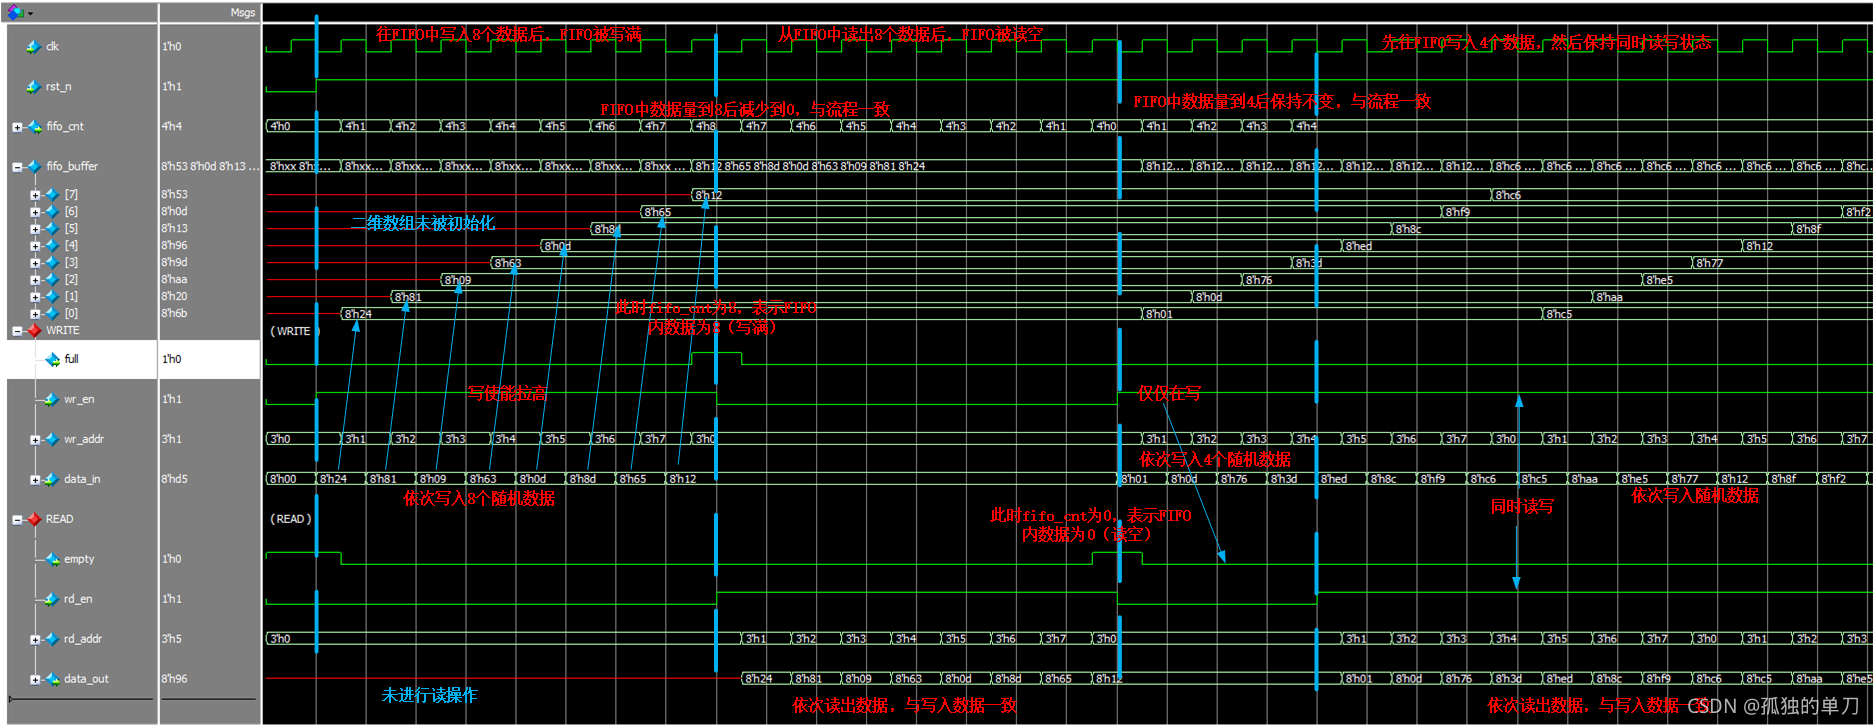 Msgs
往FIFO中写入8个数据后，FIFO被写满
从FIFO中读出8个数据后，FIFO被读空
先往FIFO写入4个数据，然后保持同时读写状态
clk 1'h0
rst_n 1'h1
FIFO中数据量到8后减少到0，与流程一致
FIFO中数据量到4后保持不变，与流程一致
fifo_cnt 4'h4 4'h0 4'h1 4'h2 4'h3 4'h4 4'h5 4'h6 4'h7 4'h8 4'h7 4'h6 4'h5 4'h4 4'h3 4'h2 4'h1 4'h0 4'h1 4'h2 4'h3 4'h4
fifo_buffer 8'h53 8'h0d 8'h13 ... 8'hxx 8'hx... 8'hxx... 8'hxx... 8'hxx... 8'hxx... 8'hxx... 8'hxx... 8'hxx ... 8'h12 8'h65 8'h8d 8'h0d 8'h63 8'h09 8'h81 8'h24 8'h12... 8'h12... 8'h12... 8'h12... 8'h12... 8'h12... 8'h12... 8'hc6 ... 8'hc6 ... 8'hc6 ... 8'hc6 ... 8'hc6 ... 8'hc6 ... 8'hc6 ... 8'hc...
[7] 8'h53 8'h12 8'hc6
[6] 8'h0d 8'h65 8'hf9 8'hf2
二维数组未被初始化
[5] 8'h13 8'h8d 8'h8c 8'h8f
[4] 8'h96 8'h0d 8'hed 8'h12
[3] 8'h9d 8'h63 8'h3d 8'h77
[2] 8'haa 8'h09 8'h76 8'he5
[1] 8'h20 8'h81 8'h0d 8'haa
[0] 8'h6b 8'h24 8'h01 8'hc5
此时fifo_cnt为0，表示FIFO
内数据为8（写满）
WRITE (WRITE
full 1'h0
写使能拉高
仅仅在写
wr_en 1'h1
wr_addr 3'h1 3'h0 3'h1 3'h2 3'h3 3'h4 3'h5 3'h6 3'h7 3'h0 3'h1 3'h2 3'h3 3'h4 3'h5 3'h6 3'h7 3'h0 3'h1 3'h2 3'h3 3'h4 3'h5 3'h6 3'h7
依次写入4个随机数据
data_in 8'hd5 8'h00 8'h24 8'h81 8'h09 8'h63 8'h0d 8'h8d 8'h65 8'h12 8'h01 8'h0d 8'h76 8'h3d 8'hed 8'h8c 8'hf9 8'hc6 8'hc5 8'haa 8'he5 8'h77 8'h12 8'h8f 8'hf2
依次写入8个随机数据
依次写入随机数据
同时读写
READ (READ)
此时fifo_cnt为0，表示FIFO
内数据为0（读空）
empty 1'h0
rd_en 1'h1
rd_addr 3'h5 3'h0 3'h1 3'h2 3'h3 3'h4 3'h5 3'h6 3'h7 3'h0 3'h1 3'h2 3'h3 3'h4 3'h5 3'h6 3'h7 3'h0 3'h1 3'h2 3'h3
data_out 8'h96 8'h24 8'h81 8'h09 8'h63 8'h0d 8'h8d 8'h65 8'h12 8'h01 8'h0d 8'h76 8'h3d 8'hed 8'h8c 8'hf9 8'hc6 8'hc5 8'haa 8'he5
未进行读操作
依次读出数据，与写入数据一致
依次读出数据，与写入数据一致
CSDN @孤独的单刀